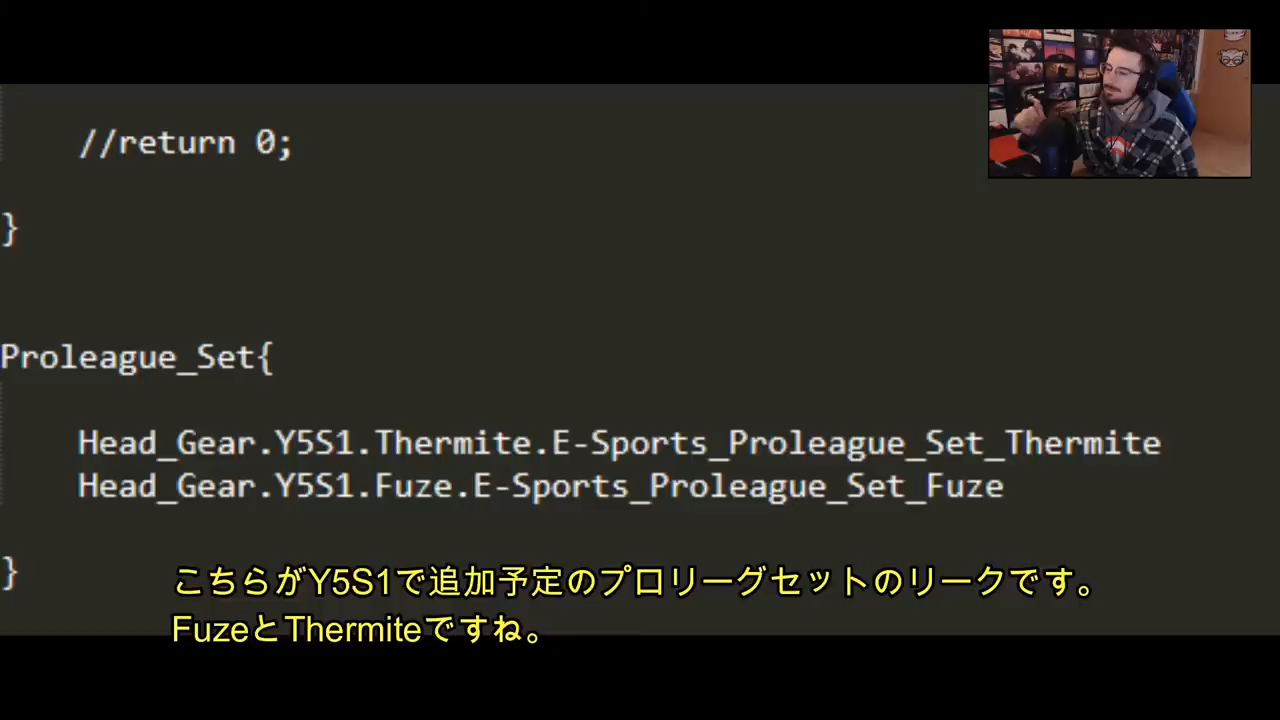 //return 0;
}
Proleague_Set{
Head_Gear.Y5S1.Thermite.E-Sports_Proleague_Set_Thermite
Head_Gear.Y5S1.Fuze.E-Sports_Proleague_Set_Fuze
}
こちらがY5S1で追加予定のプロリーグセットのリークです。
FuzeとThermiteですね。